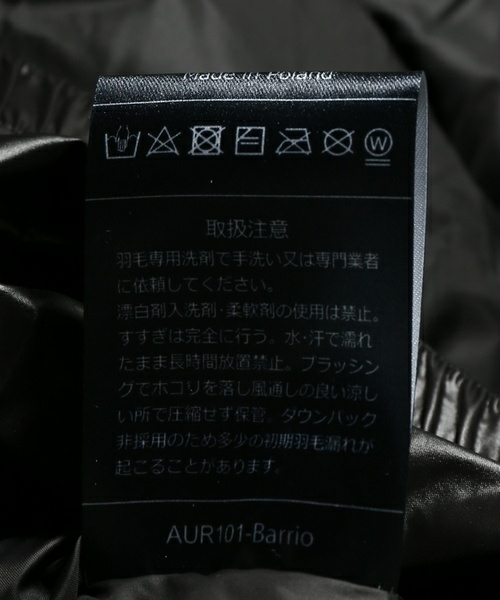 Made in Poland
W
取扱注意
羽毛専用洗剤で手洗い又は専門業者
に依頼してください。
漂白剤入洗剤・柔軟剤の使用は禁止。
すすぎは完全に行う。水・汗で濡れ
たまま長時間放置禁止。ブラッシン
グでホコリを落し風通しの良い涼し
い所で圧縮せず保管。ダウンパック
非採用のため多少の初期羽毛漏れが
起こることがあります。
AUR101-Barrio